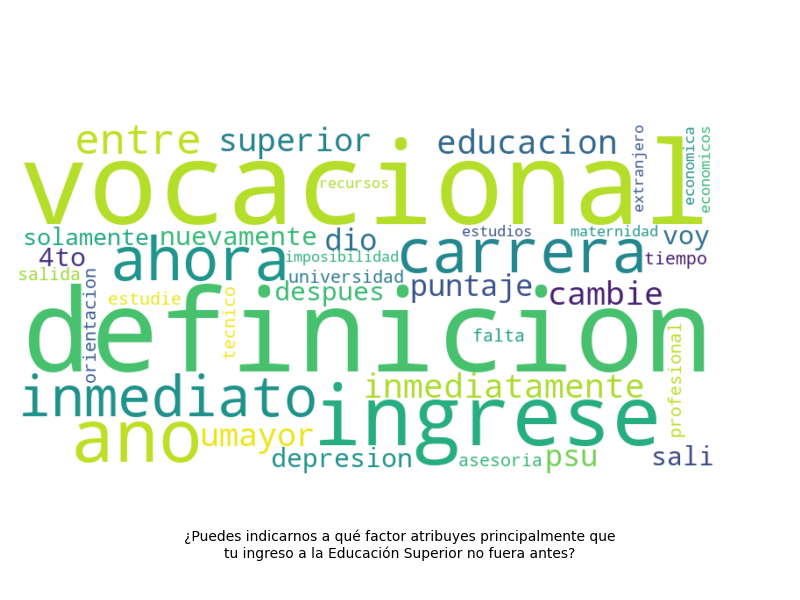 entre superior educacion extranjero economica economicos
vocacional
recursos
solamente nuevamente dio estudios maternidad voy
4to ahora imposibilidad carrera tiempo
salida universidad
orientacion estudie tecnico despues puntaje cambie
definicion
falta profesional
inmediato inmediatamente
ingrese
ano umayor
depresion asesoria psu sali
¿Puedes indicarnos a qué factor atribuyes principalmente que
tu ingreso a la Educación Superior no fuera antes?